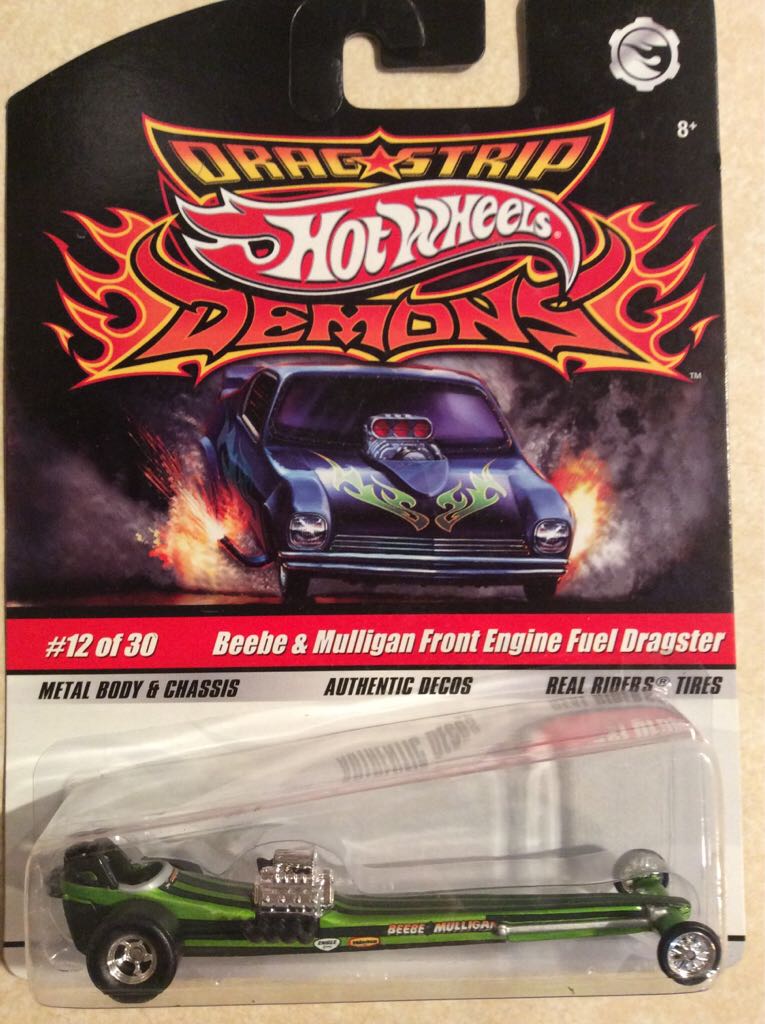 8+
DRAG★STRIP
HOT WHEELS®
DEMONS™
#12 of 30 Beebe & Mulligan Front Engine Fuel Dragster
METAL BODY & CHASSIS AUTHENTIC DECOS REAL RIDERS® TIRES
BEEBE MULLIGAN